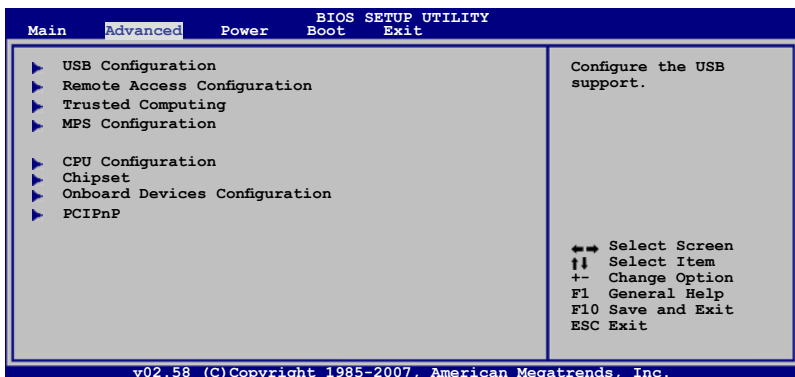 BIOS SETUP UTILITY
Main Advanced Power Boot Exit
USB Configuration
Remote Access Configuration
Trusted Computing
MPS Configuration
CPU Configuration
Chipset
Onboard Devices Configuration
PCIPnP
Configure the USB
support.
Select Screen
Select Item
+- Change Option
F1 General Help
F10 Save and Exit
ESC Exit
v02.58 (C)Copyright 1985-2007, American Megatrends, Inc.